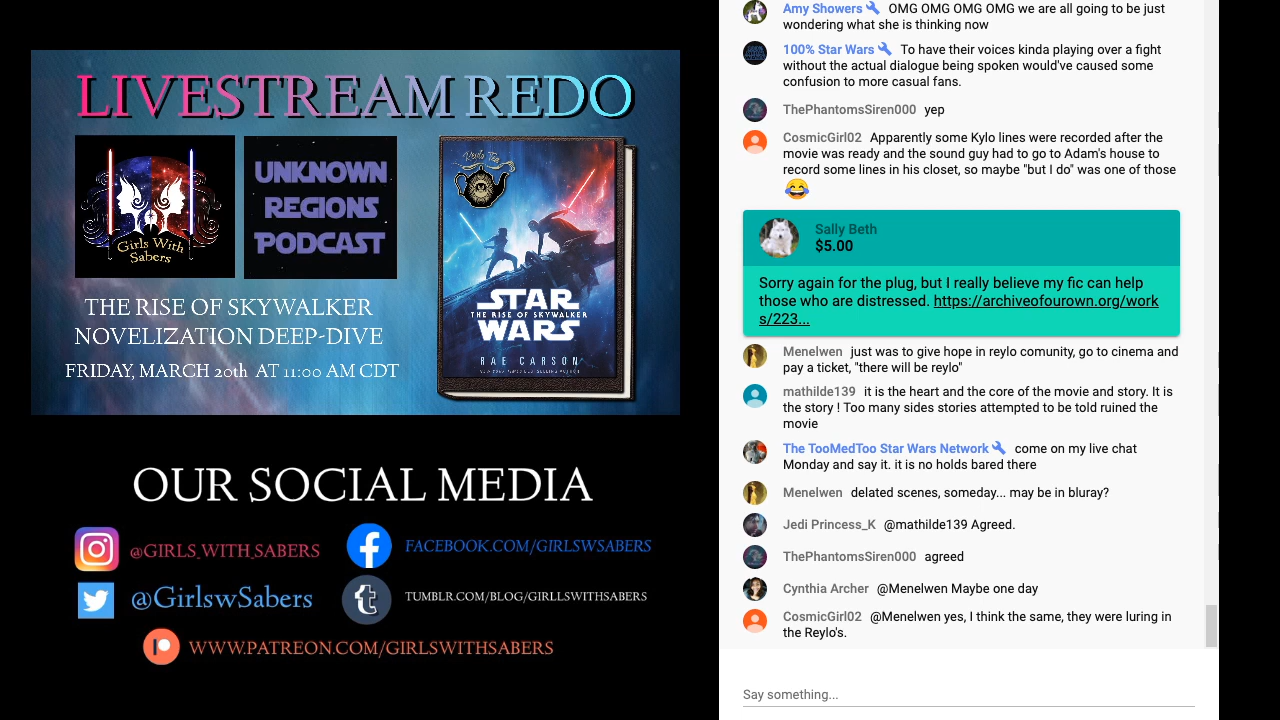 LIVESTREAM REDO
Girls With
Sabers
UNKNOWN
REGIONS
PODCAST
THE RISE OF SKYWALKER
NOVELIZATION DEEP-DIVE
FRIDAY, MARCH 20th AT 11:00 AM CDT
Reylo Tea
STAR
THE RISE OF SKYWALKER
WARS
RAE CARSON
OUR SOCIAL MEDIA
@GIRLS_WITH_SABERS
FACEBOOK.COM/GIRLSWSABERS
@GirlswSabers
TUMBLR.COM/BLOG/GIRLLSWITHSABERS
WWW.PATREON.COM/GIRLSWITHSABERS
Amy Showers OMG OMG OMG OMG we are all going to be just
wondering what she is thinking now
100% Star Wars To have their voices kinda playing over a fight
without the actual dialogue being spoken would've caused some
confusion to more casual fans.
ThePhantomsSiren000 yep
CosmicGirl02 Apparently some Kylo lines were recorded after the
movie was ready and the sound guy had to go to Adam's house to
record some lines in his closet, so maybe "but I do" was one of those
😂
Sally Beth
$5.00
Sorry again for the plug, but I really believe my fic can help
those who are distressed. https://archiveofourown.org/work
s/223...
Menelwen just was to give hope in reylo comunity, go to cinema and
pay a ticket, "there will be reylo"
mathilde139 it is the heart and the core of the movie and story. It is
the story ! Too many sides stories attempted to be told ruined the
movie
The TooMedToo Star Wars Network come on my live chat
Monday and say it. it is no holds bared there
Menelwen delated scenes, someday... may be in bluray?
Jedi Princess_K @mathilde139 Agreed.
ThePhantomsSiren000 agreed
Cynthia Archer @Menelwen Maybe one day
CosmicGirl02 @Menelwen yes, I think the same, they were luring in
the Reylo's.
Say something...